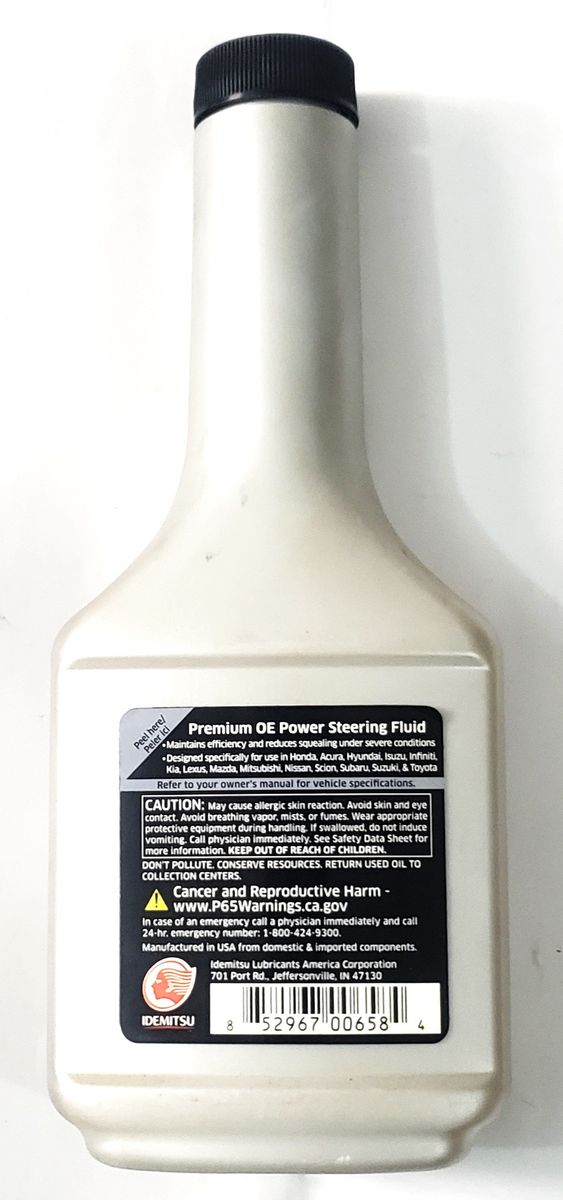 Peel here/
Peler ici
Premium OE Power Steering Fluid
• Maintains efficiency and reduces squealing under severe conditions
• Designed specifically for use in Honda, Acura, Hyundai, Isuzu, Infiniti,
Kia, Lexus, Mazda, Mitsubishi, Nissan, Scion, Subaru, Suzuki, & Toyota
Refer to your owner's manual for vehicle specifications.
CAUTION: May cause allergic skin reaction. Avoid skin and eye
contact. Avoid breathing vapor, mists, or fumes. Wear appropriate
protective equipment during handling. If swallowed, do not induce
vomiting. Call physician immediately. See Safety Data Sheet for
more information. KEEP OUT OF REACH OF CHILDREN.
DON'T POLLUTE. CONSERVE RESOURCES. RETURN USED OIL TO
COLLECTION CENTERS.
Cancer and Reproductive Harm -
www.P65Warnings.ca.gov
In case of an emergency call a physician immediately and call
24-hr. emergency number: 1-800-424-9300.
Manufactured in USA from domestic & imported components.
Idemitsu Lubricants America Corporation
701 Port Rd., Jeffersonville, IN 47130
IDEMITSU
8 52967 00658 4